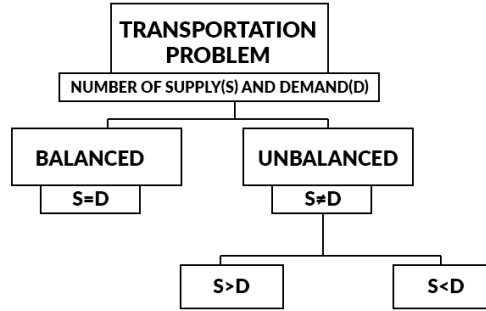 TRANSPORTATION
PROBLEM
NUMBER OF SUPPLY(S) AND DEMAND(D)
BALANCED
UNBALANCED
S=D
S≠D
S>D
S<D